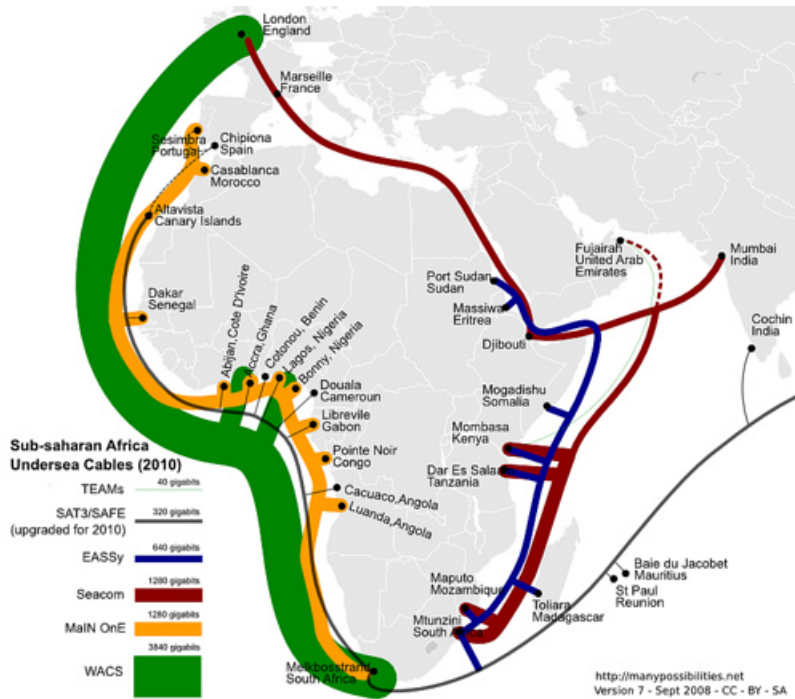 London
England
Marseille
France
Sesimbra
Portugal
Chipiona
Spain
Casablanca
Morocco
Altavista
Canary Islands
Dakar
Senegal
Abijan,Cote D'Ivoire
Accra, Ghana
Cotonou, Benin
Lagos, Nigeria
Bonny, Nigeria
Douala
Cameroun
Libreville
Gabon
Pointe Noir
Congo
Cacuaco,Angola
Luanda,Angola
Melkbosstrand
South Africa
Port Sudan
Sudan
Massiwa
Eritrea
Djibouti
Fujairah
United Arab
Emirates
Mumbai
India
Cochin
India
Mogadishu
Somalia
Mombasa
Kenya
Dar Es Salaa
Tanzania
Maputo
Mozambique
Mtunzini
South Africa
Toliara
Madagascar
Baie du Jacobet
Mauritius
St Paul
Reunion
Sub-saharan Africa
Undersea Cables (2010)
40 gigabits
TEAMs
320 gigabits
SAT3/SAFE
(upgraded for 2010)
640 gigabits
EASSy
1280 gigabits
Seacom
1280 gigabits
MaIN OnE
3840 gigabits
WACS
http://manypossibilities.net
Version 7 - Sept 2008 - CC - BY - SA